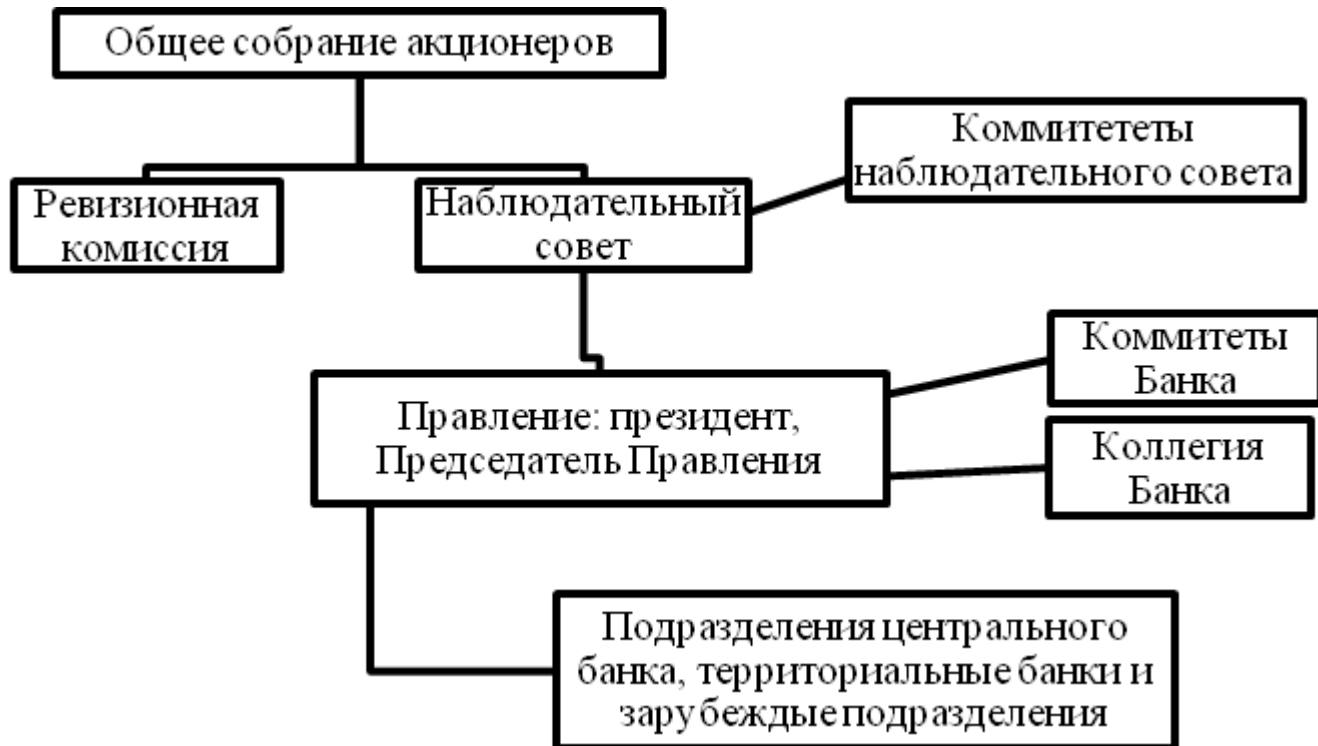 Общее собрание акционеров
Коммитететы
наблюдательного совета
Ревизионная
комиссия
Наблюдательный
совет
Коммитеты
Банка
Правление: президент,
Председатель Правления
Коллегия
Банка
Подразделения центрального
банка, территориальные банки и
зарубеждые подразделения